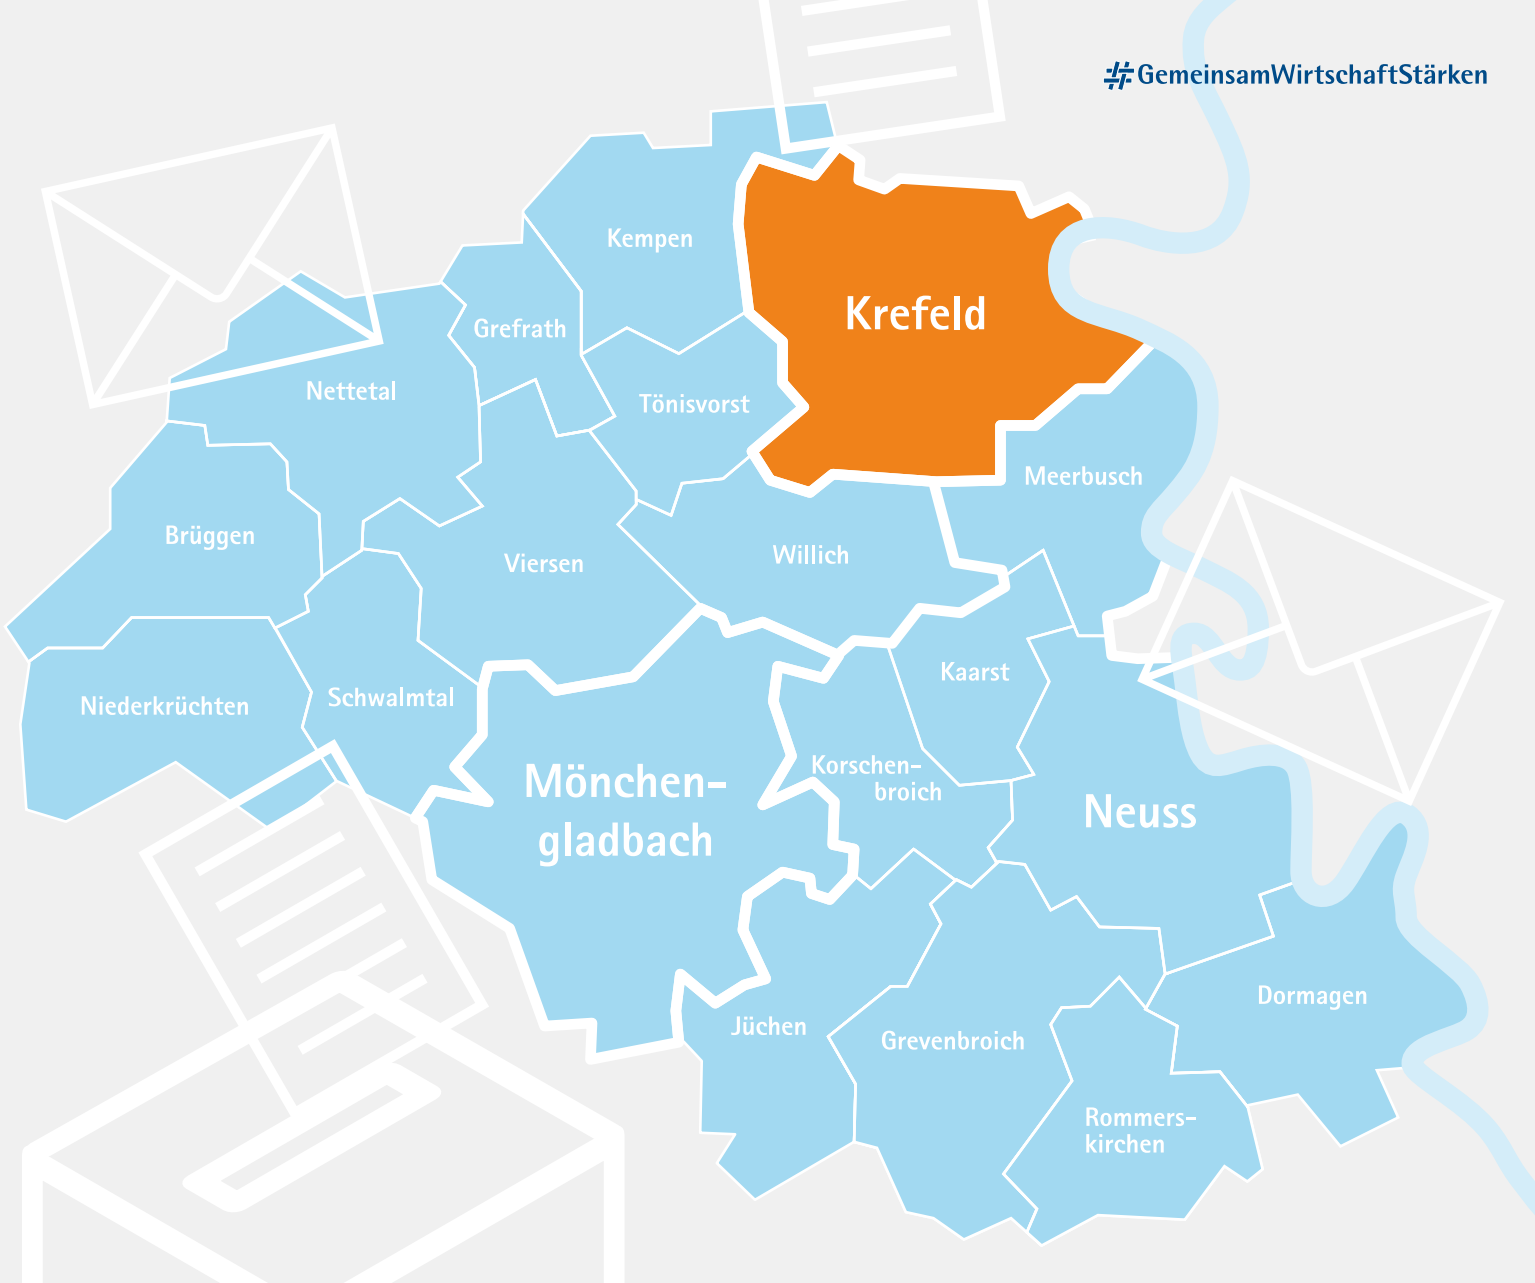 #GemeinsamWirtschaftStärken
Kempen
Krefeld
Grefrath
Nettetal
Tönisvorst
Meerbusch
Brüggen
Viersen
Willich
Kaarst
Niederkrüchten
Schwalmtal
Mönchen-
gladbach
Korschen-
broich
Neuss
Dormagen
Jüchen
Grevenbroich
Rommers-
kirchen